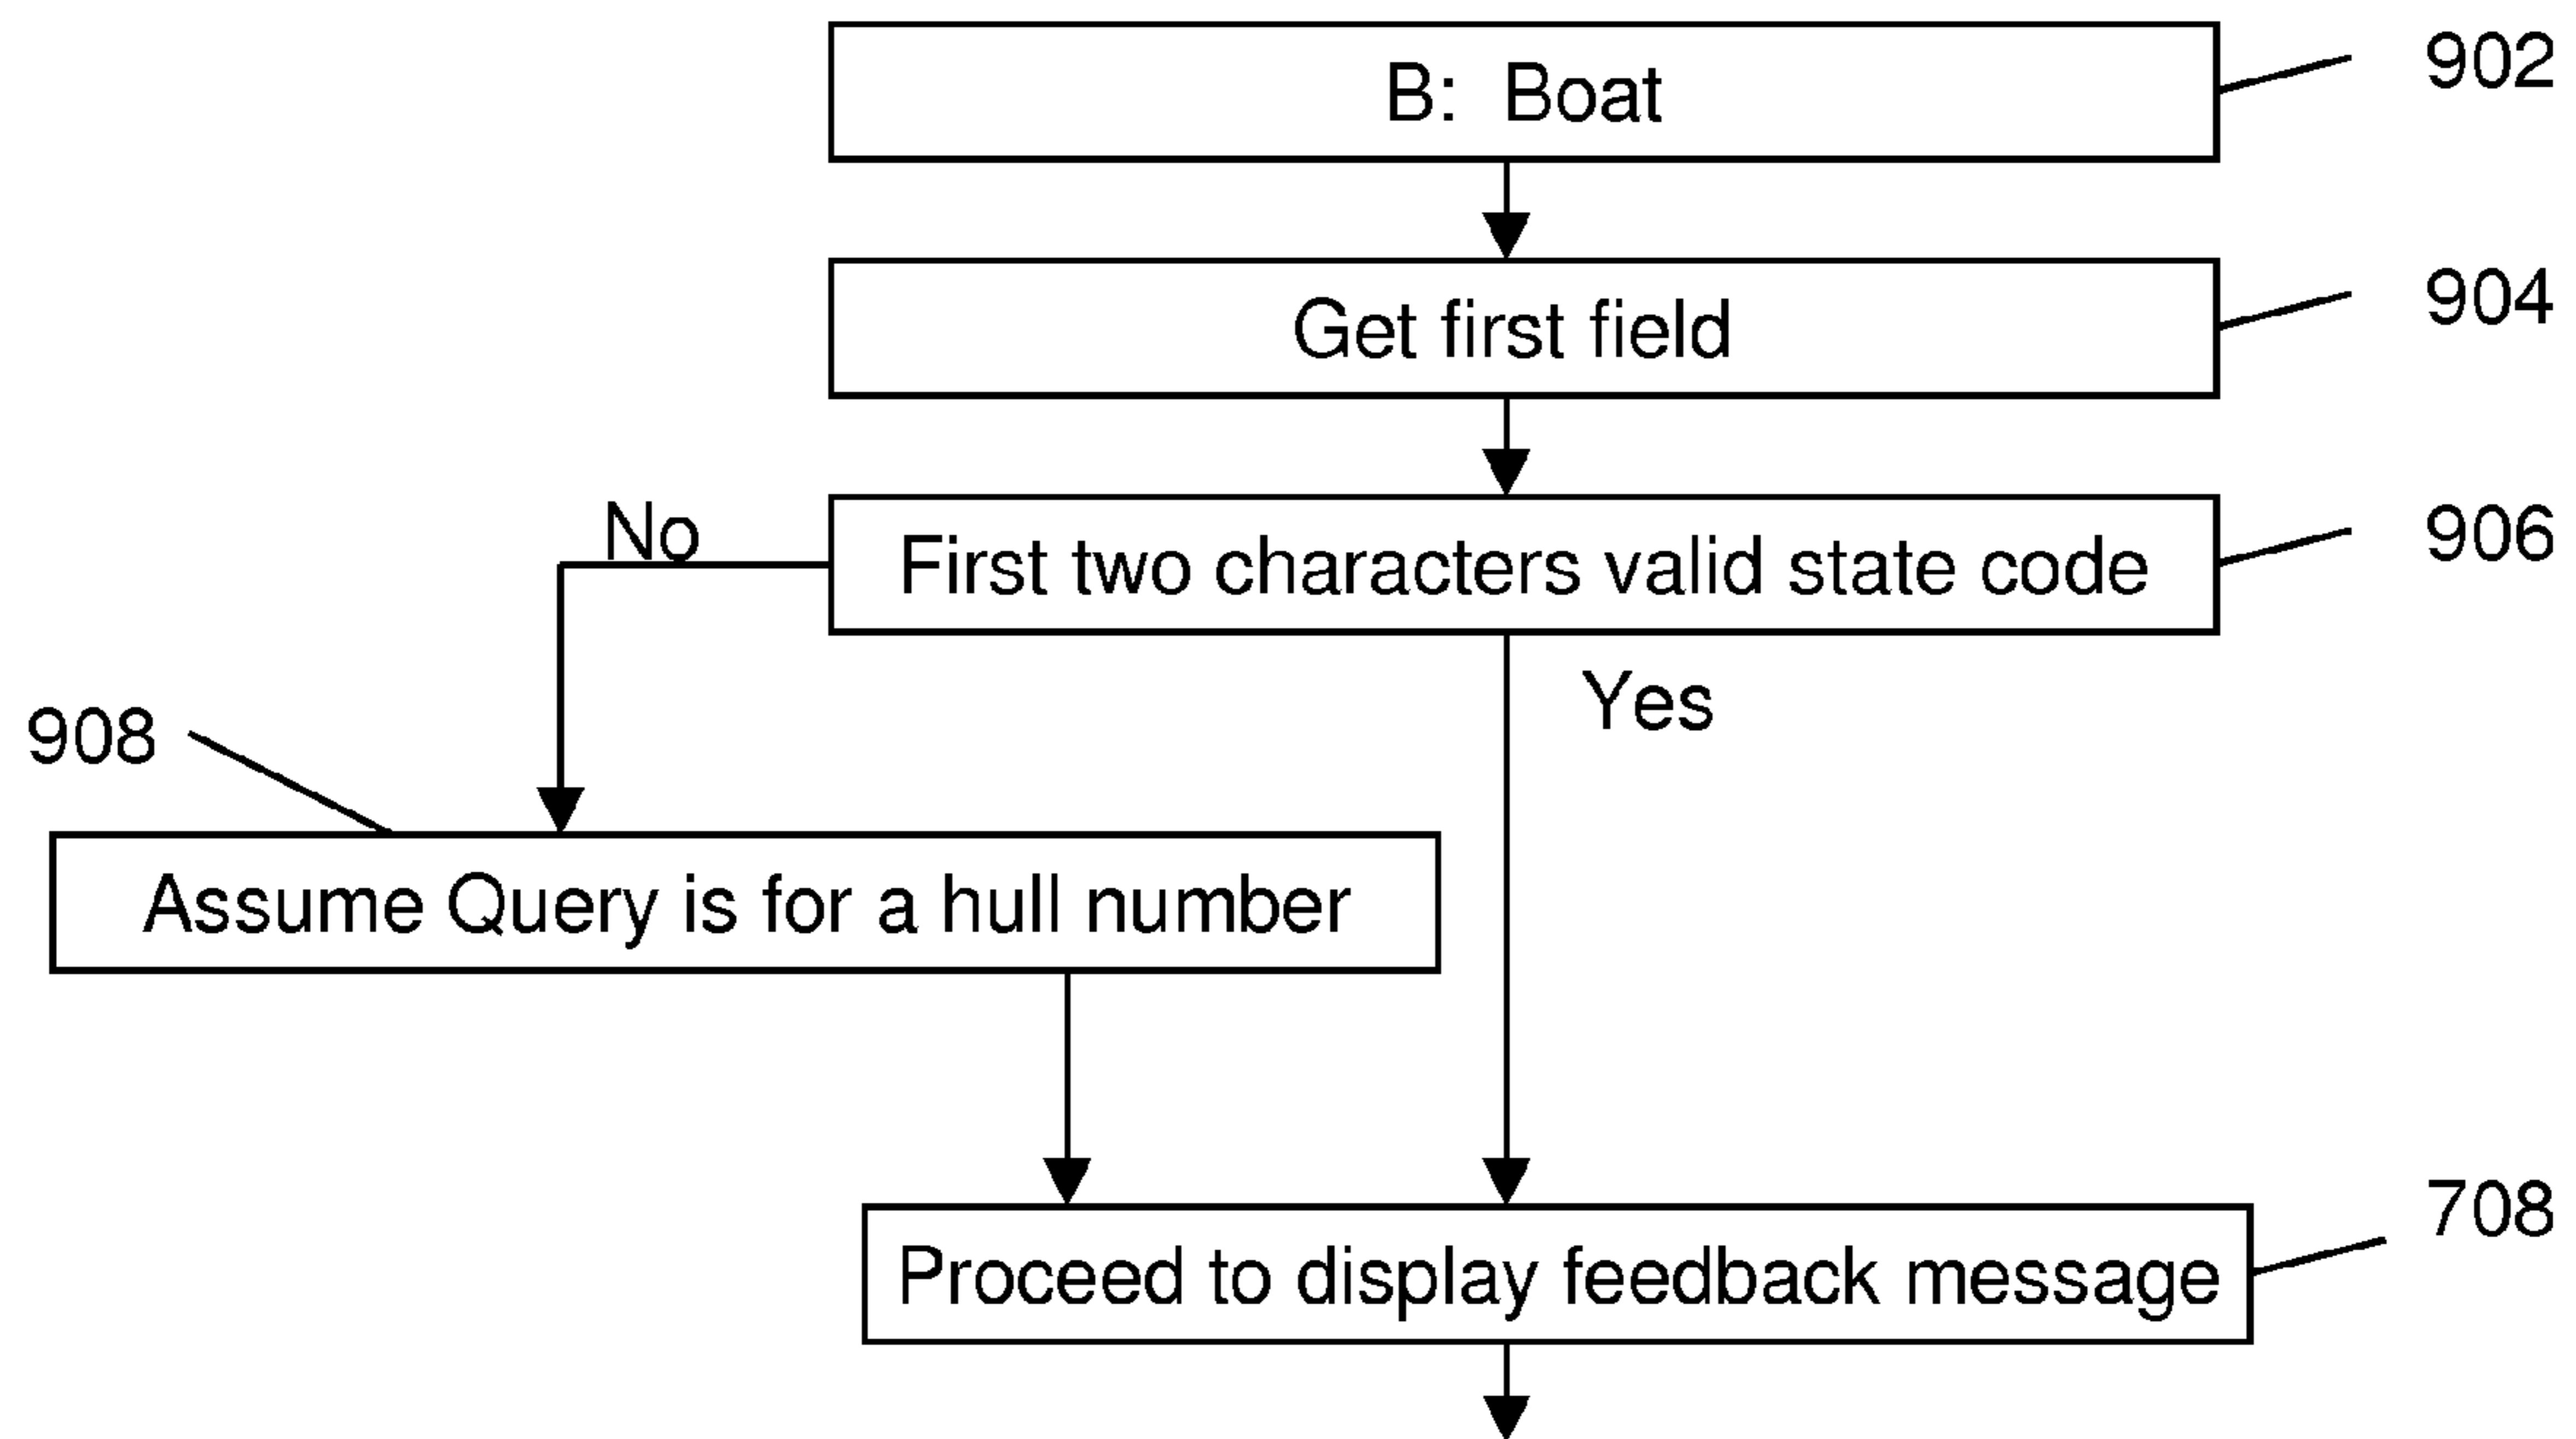 B: Boat
902
Get first field
904
No
First two characters valid state code
906
Yes
908
Assume Query is for a hull number
708
Proceed to display feedback message